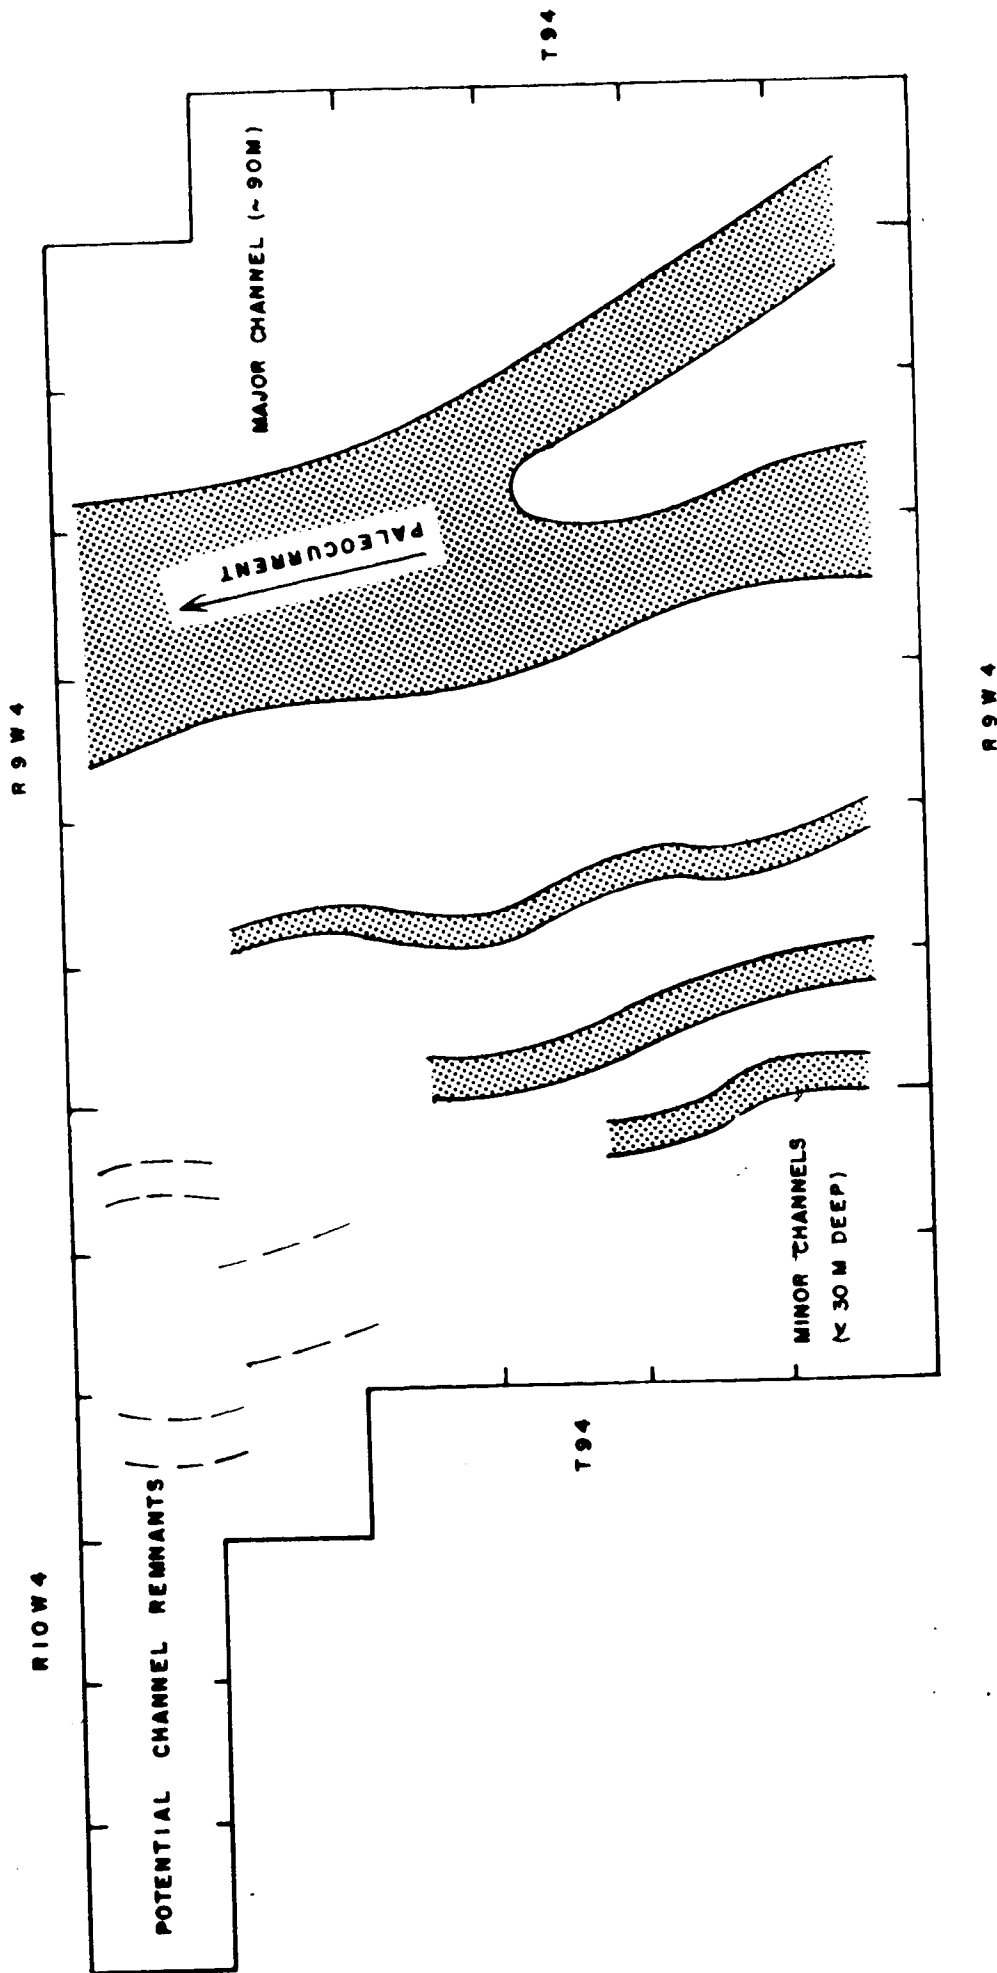 R10W4
R9W4
POTENTIAL CHANNEL REMNANTS
MAJOR CHANNEL (~90M)
PALEOCURRENT
T94
T94
MINOR CHANNELS
(< 30 M DEEP)
R9W4